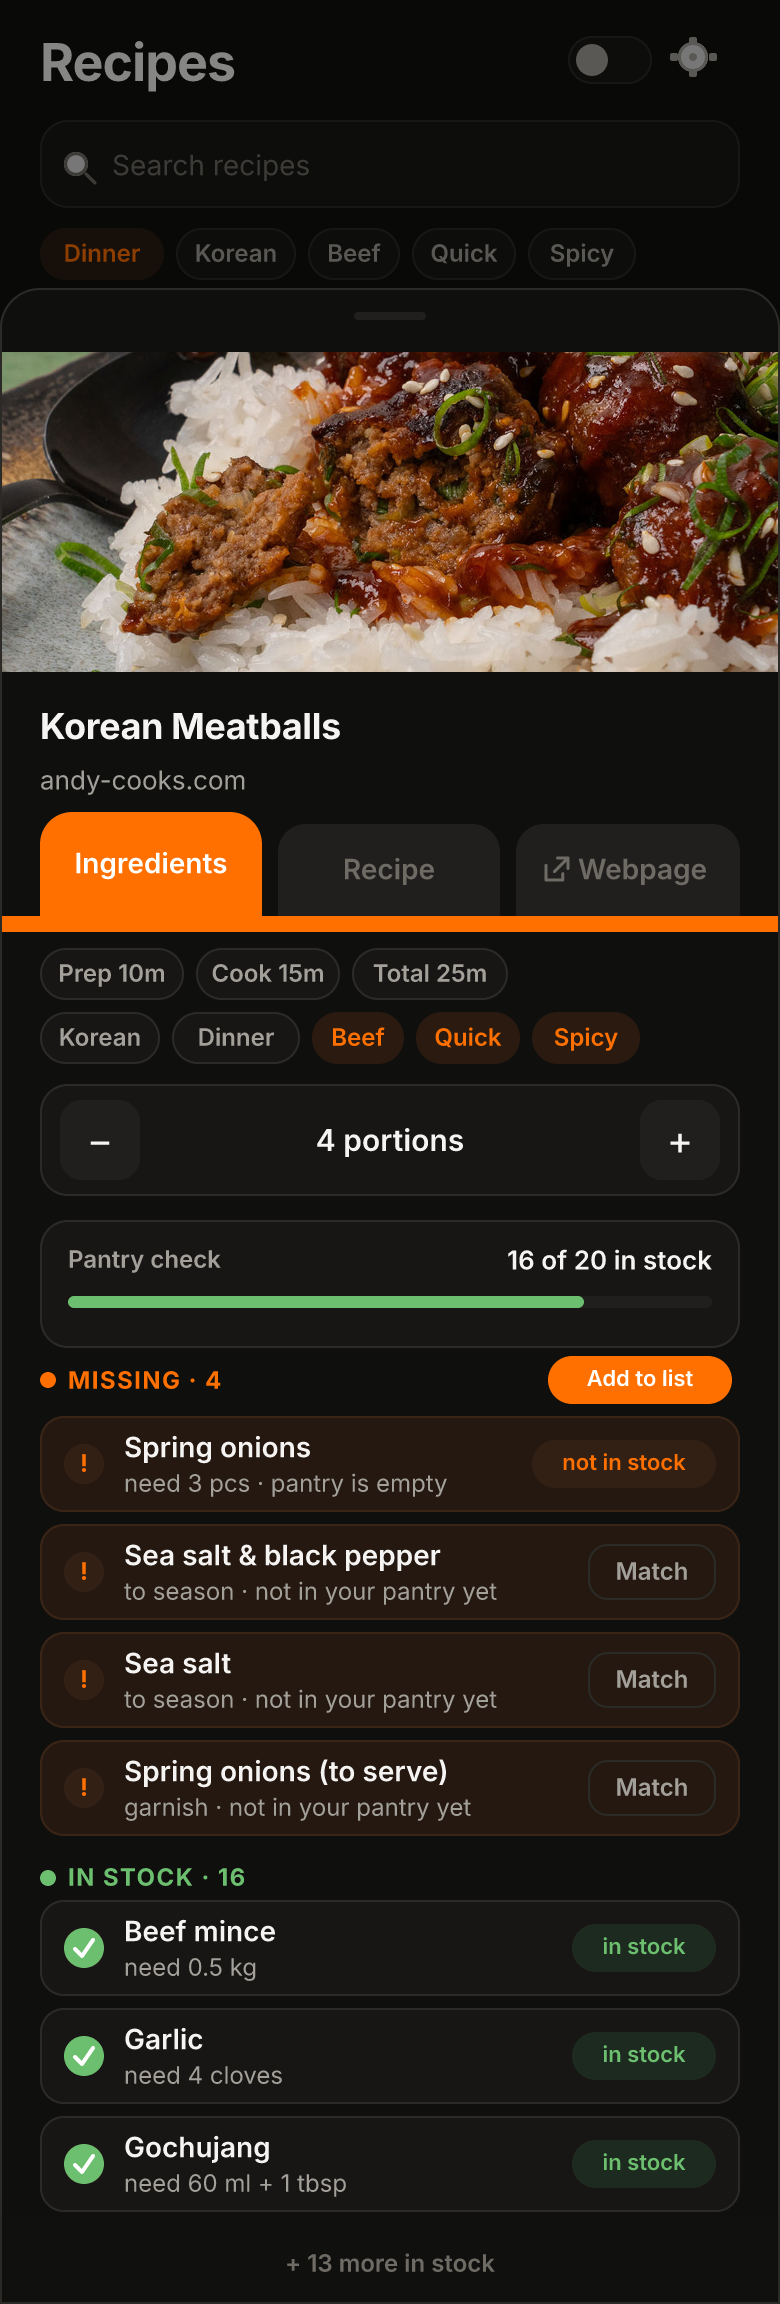 Recipes
Search recipes
Dinner Korean Beef Quick Spicy
Korean Meatballs
andy-cooks.com
Ingredients Recipe Webpage
Prep 10m Cook 15m Total 25m
Korean Dinner Beef Quick Spicy
− 4 portions +
Pantry check 16 of 20 in stock
MISSING · 4 Add to list
! Spring onions not in stock
need 3 pcs · pantry is empty
! Sea salt & black pepper Match
to season · not in your pantry yet
! Sea salt Match
to season · not in your pantry yet
! Spring onions (to serve) Match
garnish · not in your pantry yet
IN STOCK · 16
Beef mince in stock
need 0.5 kg
Garlic in stock
need 4 cloves
Gochujang in stock
need 60 ml + 1 tbsp
+ 13 more in stock